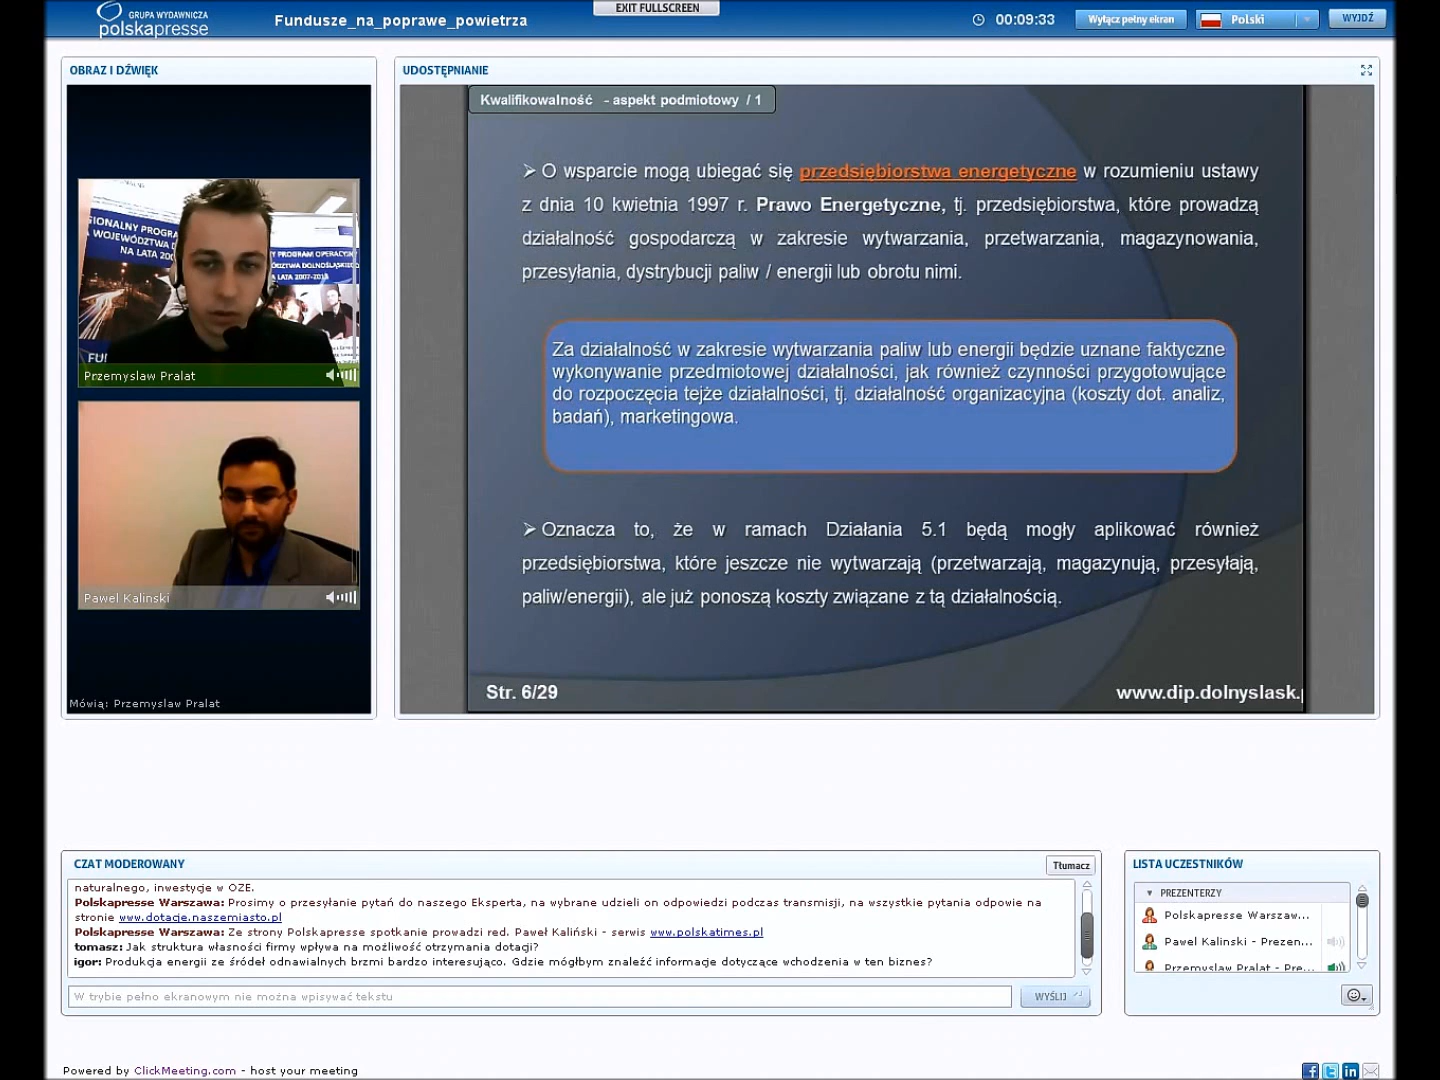 GRUPA WYDAWNICZA
polskapresse
Fundusze_na_poprawe_powietrza
EXIT FULLSCREEN
00:09:33
Wyłącz pełny ekran
Polski
WYJDŹ
OBRAZ I DŹWIĘK
Przemyslaw Pralat
Pawel Kalinski
Mówią: Przemyslaw Pralat
UDOSTĘPNIANIE
Kwalifikowalność - aspekt podmiotowy / 1
➢ O wsparcie mogą ubiegać się przedsiębiorstwa energetyczne w rozumieniu ustawy
z dnia 10 kwietnia 1997 r. Prawo Energetyczne, tj. przedsiębiorstwa, które prowadzą
działalność gospodarczą w zakresie wytwarzania, przetwarzania, magazynowania,
przesyłania, dystrybucji paliw / energii lub obrotu nimi.
Za działalność w zakresie wytwarzania paliw lub energii będzie uznane faktyczne
wykonywanie przedmiotowej działalności, jak również czynności przygotowujące
do rozpoczęcia tejże działalności, tj. działalność organizacyjna (koszty dot. analiz,
badań), marketingowa.
➢ Oznacza to, że w ramach Działania 5.1 będą mogły aplikować również
przedsiębiorstwa, które jeszcze nie wytwarzają (przetwarzają, magazynują, przesyłają,
paliw/energii), ale już ponoszą koszty związane z tą działalnością.
Str. 6/29
www.dip.dolnyslask.
CZAT MODEROWANY
Tłumacz
naturalnego, inwestycje w OZE.
Polskapresse Warszawa: Prosimy o przesyłanie pytań do naszego Eksperta, na wybrane udzieli on odpowiedzi podczas transmisji, na wszystkie pytania odpowie na
stronie www.dotacje.naszemiasto.pl
Polskapresse Warszawa: Ze strony Polskapresse spotkanie prowadzi red. Paweł Kaliński - serwis www.polskatimes.pl
tomasz: Jak struktura własności firmy wpływa na możliwość otrzymania dotacji?
igor: Produkcja energii ze źródeł odnawialnych brzmi bardzo interesująco. Gdzie mógłbym znaleźć informacje dotyczące wchodzenia w ten biznes?
W trybie pełno ekranowym nie można wpisywać tekstu
WYŚLIJ
LISTA UCZESTNIKÓW
PREZENTERZY
Polskapresse Warszaw...
Pawel Kalinski - Prezen...
Przemyslaw Pralat - Pre...
Powered by ClickMeeting.com - host your meeting